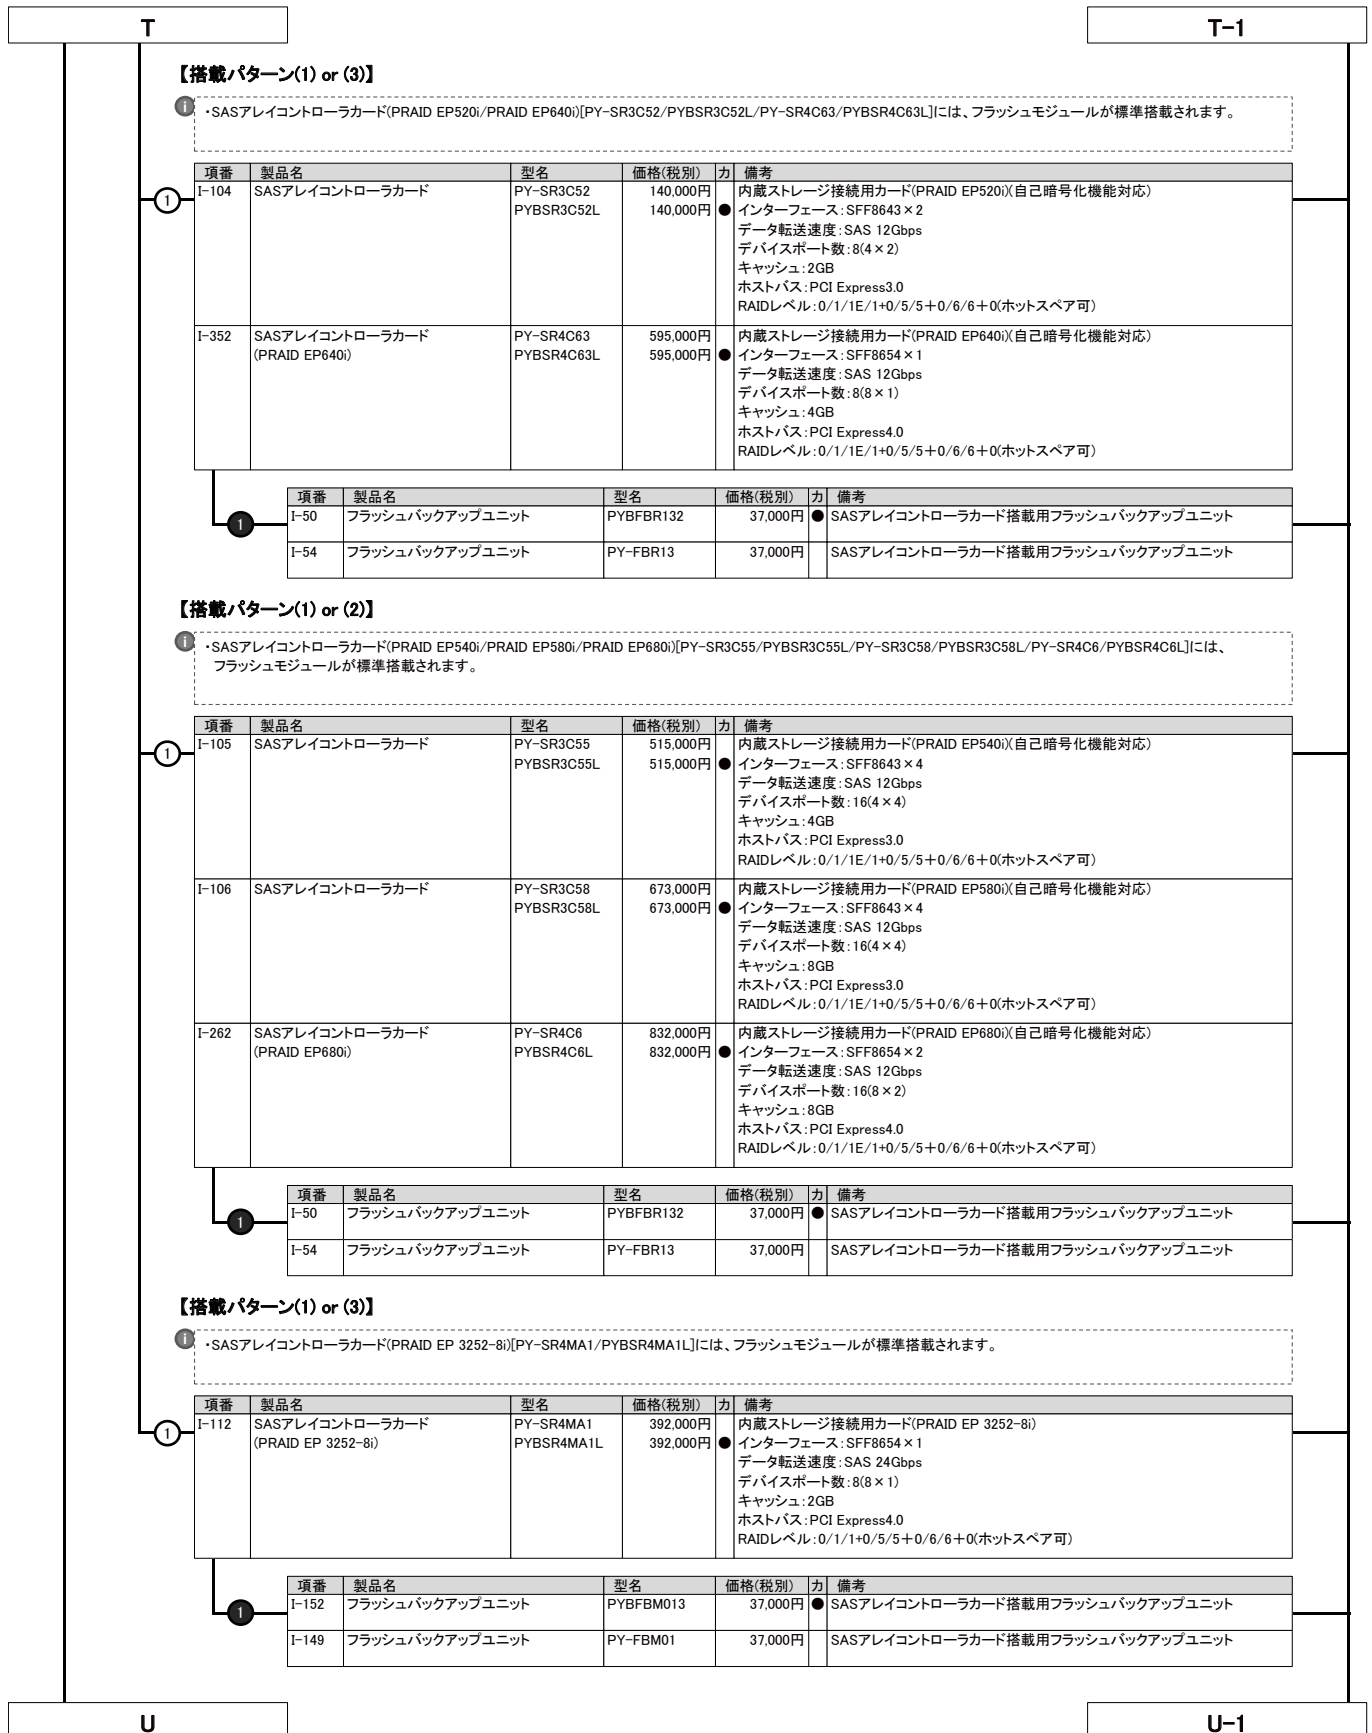 T
T-1
【搭載パターン(1) or (3)】
・SASアレイコントローラカード(PRAID EP520i/PRAID EP640i)[PY-SR3C52/PYBSR3C52L/PY-SR4C63/PYBSR4C63L]には、フラッシュモジュールが標準搭載されます。
項番 製品名 型名 価格(税別) カ 備考
1 I-104 SASアレイコントローラカード PY-SR3C52 140,000円 内蔵ストレージ接続用カード(PRAID EP520i)(自己暗号化機能対応)
PYBSR3C52L 140,000円 ● インターフェース:SFF8643×2
データ転送速度:SAS 12Gbps
デバイスポート数:8(4×2)
キャッシュ:2GB
ホストバス:PCI Express3.0
RAIDレベル:0/1/1E/1+0/5/5+0/6/6+0(ホットスペア可)
I-352 SASアレイコントローラカード PY-SR4C63 595,000円 内蔵ストレージ接続用カード(PRAID EP640i)(自己暗号化機能対応)
(PRAID EP640i) PYBSR4C63L 595,000円 ● インターフェース:SFF8654×1
データ転送速度:SAS 12Gbps
デバイスポート数:8(8×1)
キャッシュ:4GB
ホストバス:PCI Express4.0
RAIDレベル:0/1/1E/1+0/5/5+0/6/6+0(ホットスペア可)
項番 製品名 型名 価格(税別) カ 備考
1 I-50 フラッシュバックアップユニット PYBFBR132 37,000円 ● SASアレイコントローラカード搭載用フラッシュバックアップユニット
I-54 フラッシュバックアップユニット PY-FBR13 37,000円 SASアレイコントローラカード搭載用フラッシュバックアップユニット
【搭載パターン(1) or (2)】
・SASアレイコントローラカード(PRAID EP540i/PRAID EP580i/PRAID EP680i)[PY-SR3C55/PYBSR3C55L/PY-SR3C58/PYBSR3C58L/PY-SR4C6/PYBSR4C6L]には、
フラッシュモジュールが標準搭載されます。
項番 製品名 型名 価格(税別) カ 備考
1 I-105 SASアレイコントローラカード PY-SR3C55 515,000円 内蔵ストレージ接続用カード(PRAID EP540i)(自己暗号化機能対応)
PYBSR3C55L 515,000円 ● インターフェース:SFF8643×4
データ転送速度:SAS 12Gbps
デバイスポート数:16(4×4)
キャッシュ:4GB
ホストバス:PCI Express3.0
RAIDレベル:0/1/1E/1+0/5/5+0/6/6+0(ホットスペア可)
I-106 SASアレイコントローラカード PY-SR3C58 673,000円 内蔵ストレージ接続用カード(PRAID EP580i)(自己暗号化機能対応)
PYBSR3C58L 673,000円 ● インターフェース:SFF8643×4
データ転送速度:SAS 12Gbps
デバイスポート数:16(4×4)
キャッシュ:8GB
ホストバス:PCI Express3.0
RAIDレベル:0/1/1E/1+0/5/5+0/6/6+0(ホットスペア可)
I-262 SASアレイコントローラカード PY-SR4C6 832,000円 内蔵ストレージ接続用カード(PRAID EP680i)(自己暗号化機能対応)
(PRAID EP680i) PYBSR4C6L 832,000円 ● インターフェース:SFF8654×2
データ転送速度:SAS 12Gbps
デバイスポート数:16(8×2)
キャッシュ:8GB
ホストバス:PCI Express4.0
RAIDレベル:0/1/1E/1+0/5/5+0/6/6+0(ホットスペア可)
項番 製品名 型名 価格(税別) カ 備考
1 I-50 フラッシュバックアップユニット PYBFBR132 37,000円 ● SASアレイコントローラカード搭載用フラッシュバックアップユニット
I-54 フラッシュバックアップユニット PY-FBR13 37,000円 SASアレイコントローラカード搭載用フラッシュバックアップユニット
【搭載パターン(1) or (3)】
・SASアレイコントローラカード(PRAID EP 3252-8i)[PY-SR4MA1/PYBSR4MA1L]には、フラッシュモジュールが標準搭載されます。
項番 製品名 型名 価格(税別) カ 備考
1 I-112 SASアレイコントローラカード PY-SR4MA1 392,000円 内蔵ストレージ接続用カード(PRAID EP 3252-8i)
(PRAID EP 3252-8i) PYBSR4MA1L 392,000円 ● インターフェース:SFF8654×1
データ転送速度:SAS 24Gbps
デバイスポート数:8(8×1)
キャッシュ:2GB
ホストバス:PCI Express4.0
RAIDレベル:0/1/1+0/5/5+0/6/6+0(ホットスペア可)
項番 製品名 型名 価格(税別) カ 備考
1 I-152 フラッシュバックアップユニット PYBFBM013 37,000円 ● SASアレイコントローラカード搭載用フラッシュバックアップユニット
I-149 フラッシュバックアップユニット PY-FBM01 37,000円 SASアレイコントローラカード搭載用フラッシュバックアップユニット
U
U-1